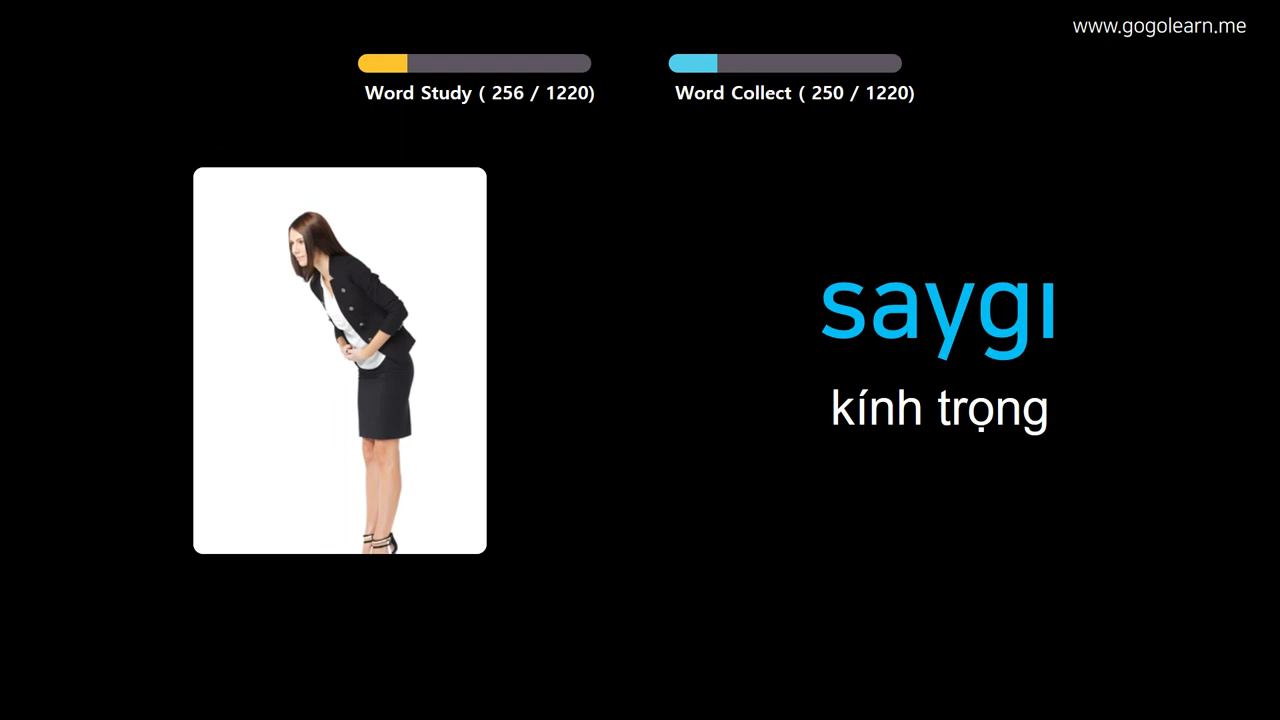 www.gogolearn.me
Word Study ( 256 / 1220)
Word Collect ( 250 / 1220)
saygı
kính trọng